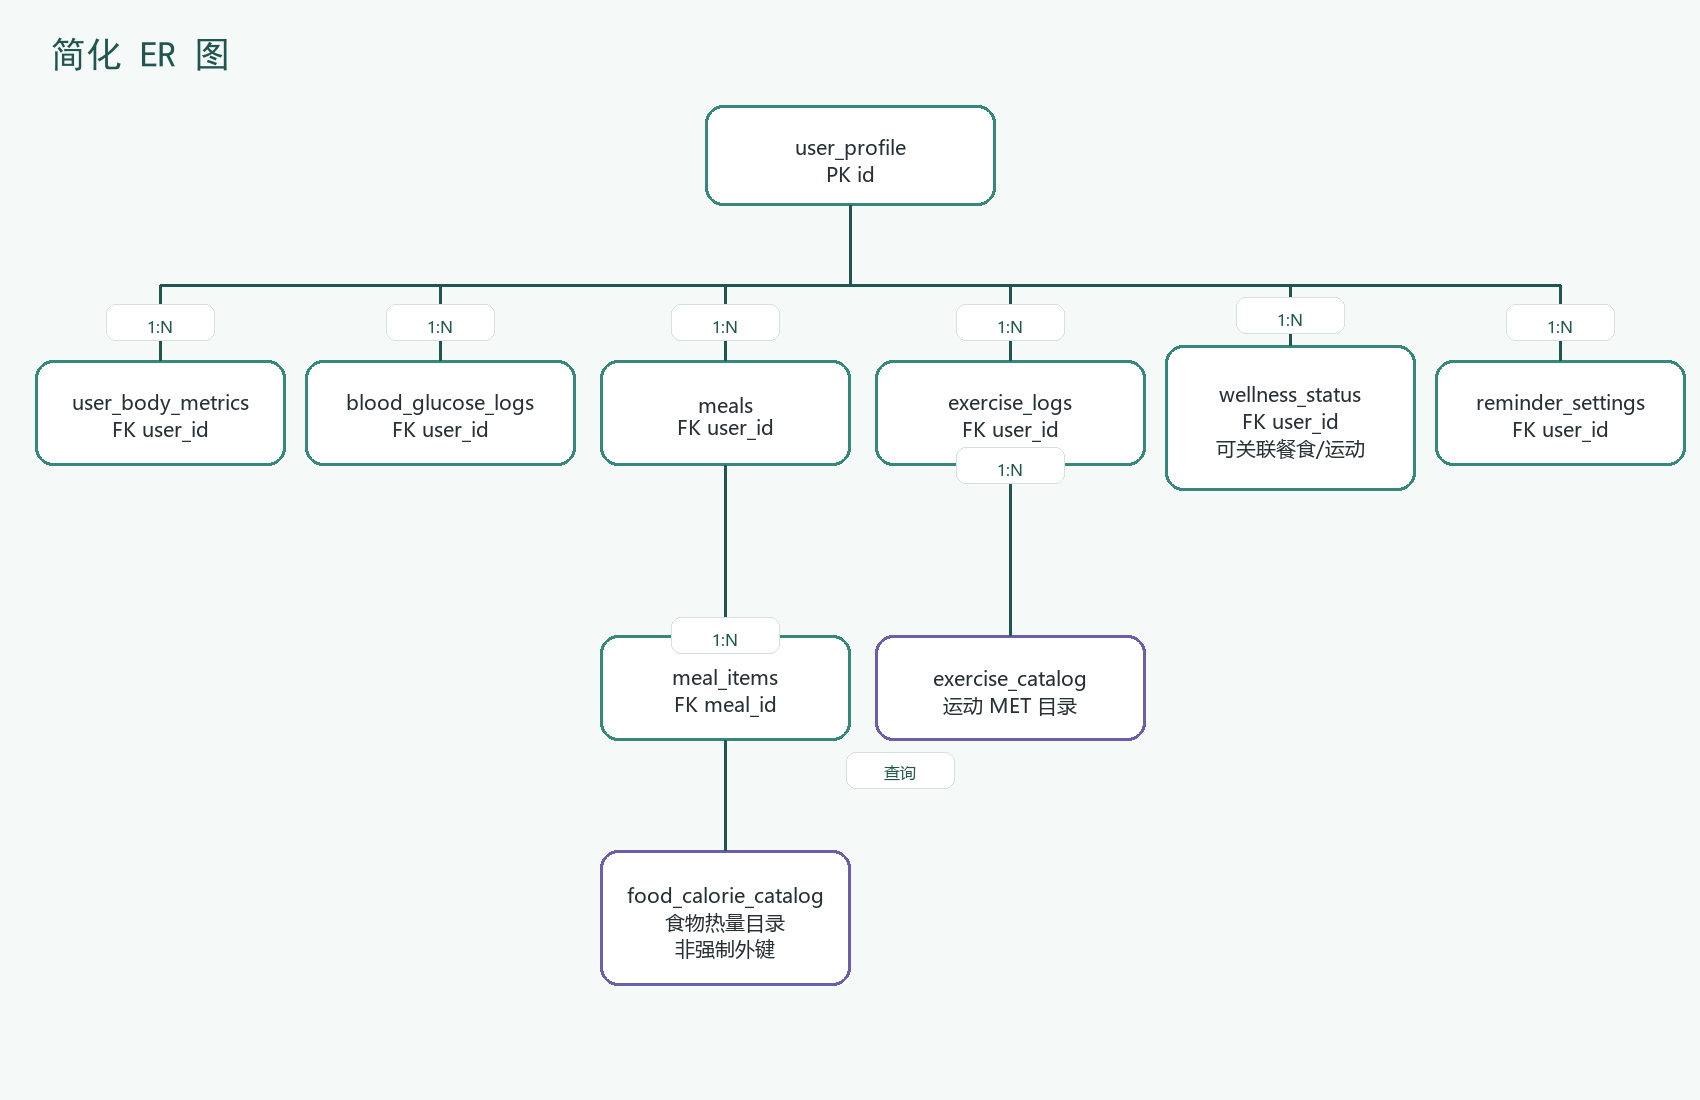 简化 ER 图
user_profile
PK id
1:N
1:N
1:N
1:N
1:N
1:N
user_body_metrics
FK user_id
blood_glucose_logs
FK user_id
meals
FK user_id
exercise_logs
FK user_id
1:N
wellness_status
FK user_id
可关联餐食/运动
reminder_settings
FK user_id
1:N
meal_items
FK meal_id
exercise_catalog
运动 MET 目录
查询
food_calorie_catalog
食物热量目录
非强制外键